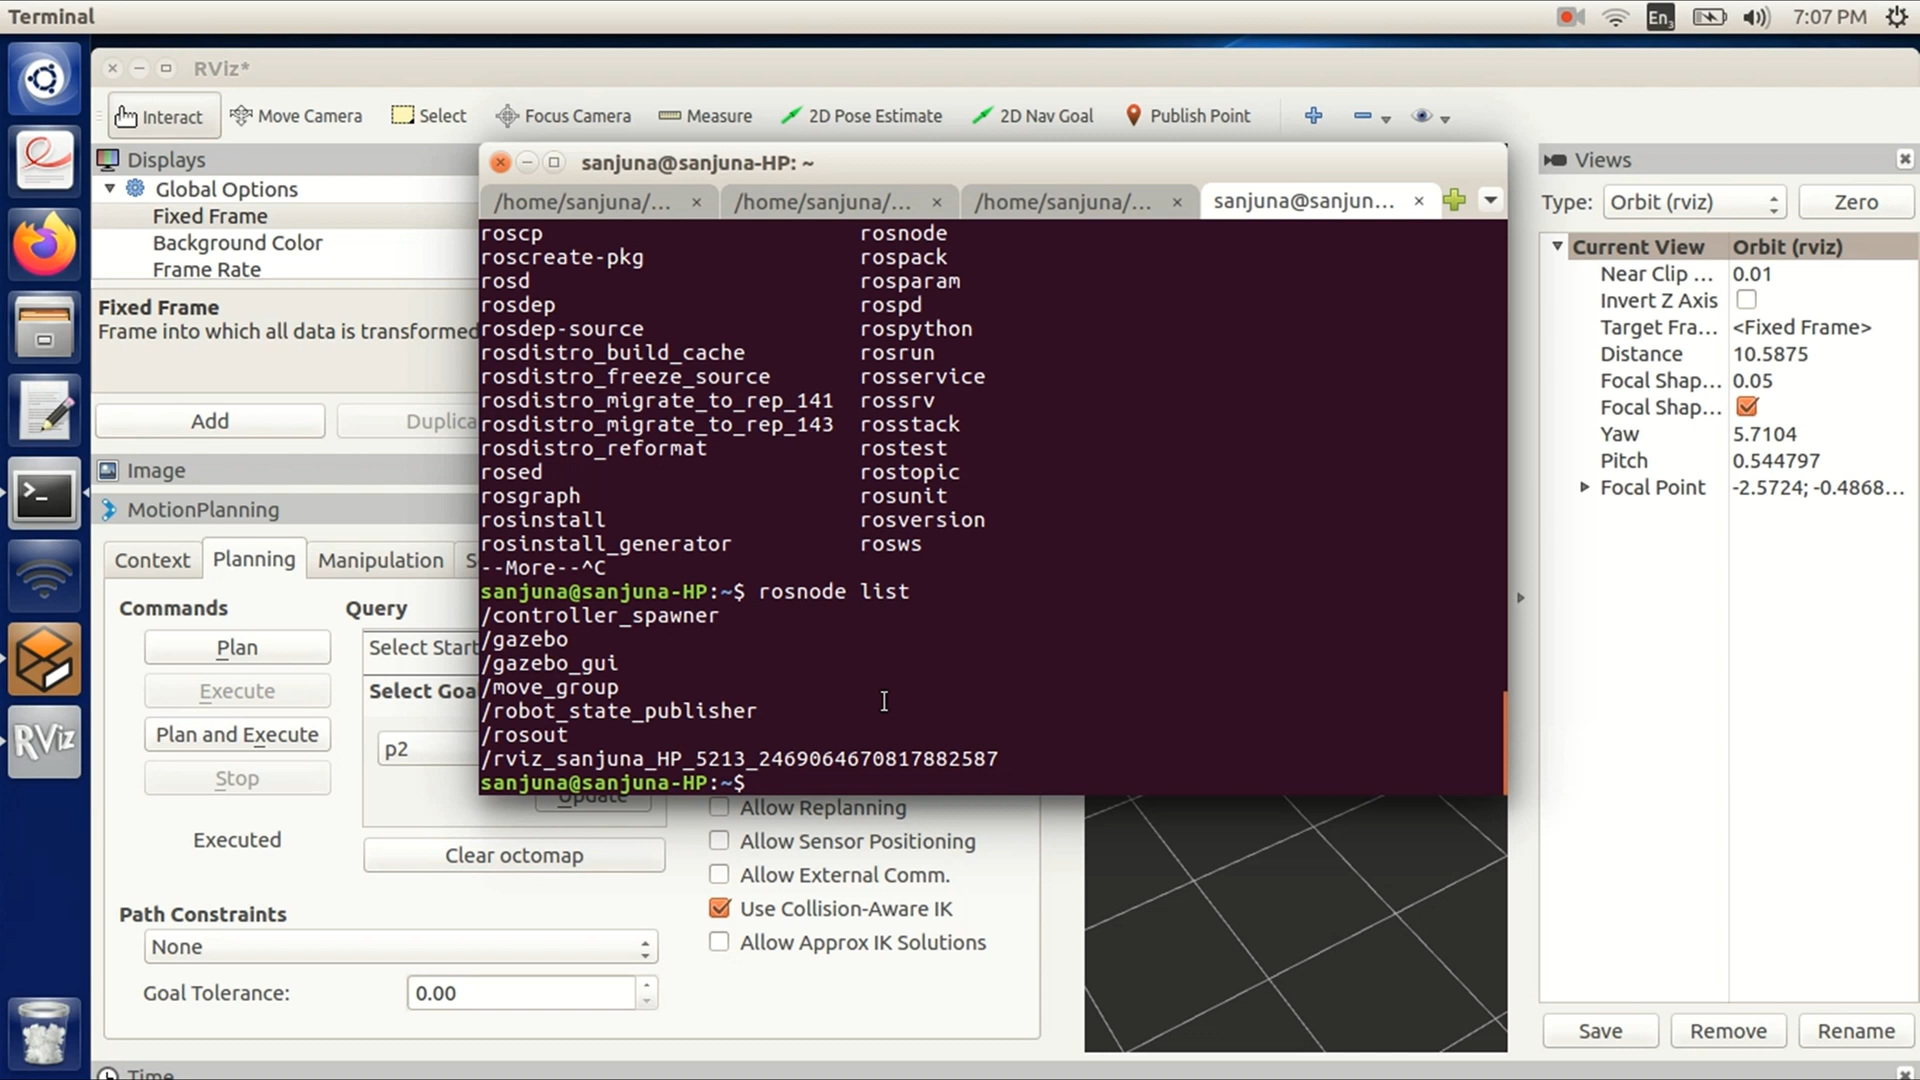 Terminal
En3
7:07 PM
RViz*
Interact
Move Camera
Select
Focus Camera
Measure
2D Pose Estimate
2D Nav Goal
Publish Point
Displays
Global Options
Fixed Frame
Background Color
Frame Rate
Fixed Frame
Frame into which all data is transformed
Add
Duplica
Image
MotionPlanning
Context
Planning
Manipulation
S
Commands
Query
Plan
Select Start
Execute
Select Goa
Plan and Execute
p2
Stop
Update
Executed
Clear octomap
Allow Replanning
Allow Sensor Positioning
Allow External Comm.
Use Collision-Aware IK
Allow Approx IK Solutions
Path Constraints
None
Goal Tolerance:
0.00
Time
RViz
sanjuna@sanjuna-HP: ~
/home/sanjuna/...
/home/sanjuna/...
/home/sanjuna/...
sanjuna@sanjun...
roscp rosnode
roscreate-pkg rospack
rosd rosparam
rosdep rospd
rosdep-source rospython
rosdistro_build_cache rosrun
rosdistro_freeze_source rosservice
rosdistro_migrate_to_rep_141 rossrv
rosdistro_migrate_to_rep_143 rosstack
rosdistro_reformat rostest
rosed rostopic
rosgraph rosunit
rosinstall rosversion
rosinstall_generator rosws
--More--^C
sanjuna@sanjuna-HP:~$ rosnode list
/controller_spawner
/gazebo
/gazebo_gui
/move_group
/robot_state_publisher
/rosout
/rviz_sanjuna_HP_5213_2469064670817882587
sanjuna@sanjuna-HP:~$
Views
Type: Orbit (rviz) Zero
Current View Orbit (rviz)
Near Clip ... 0.01
Invert Z Axis
Target Fra... <Fixed Frame>
Distance 10.5875
Focal Shap... 0.05
Focal Shap...
Yaw 5.7104
Pitch 0.544797
Focal Point -2.5724; -0.4868...
Save
Remove
Rename